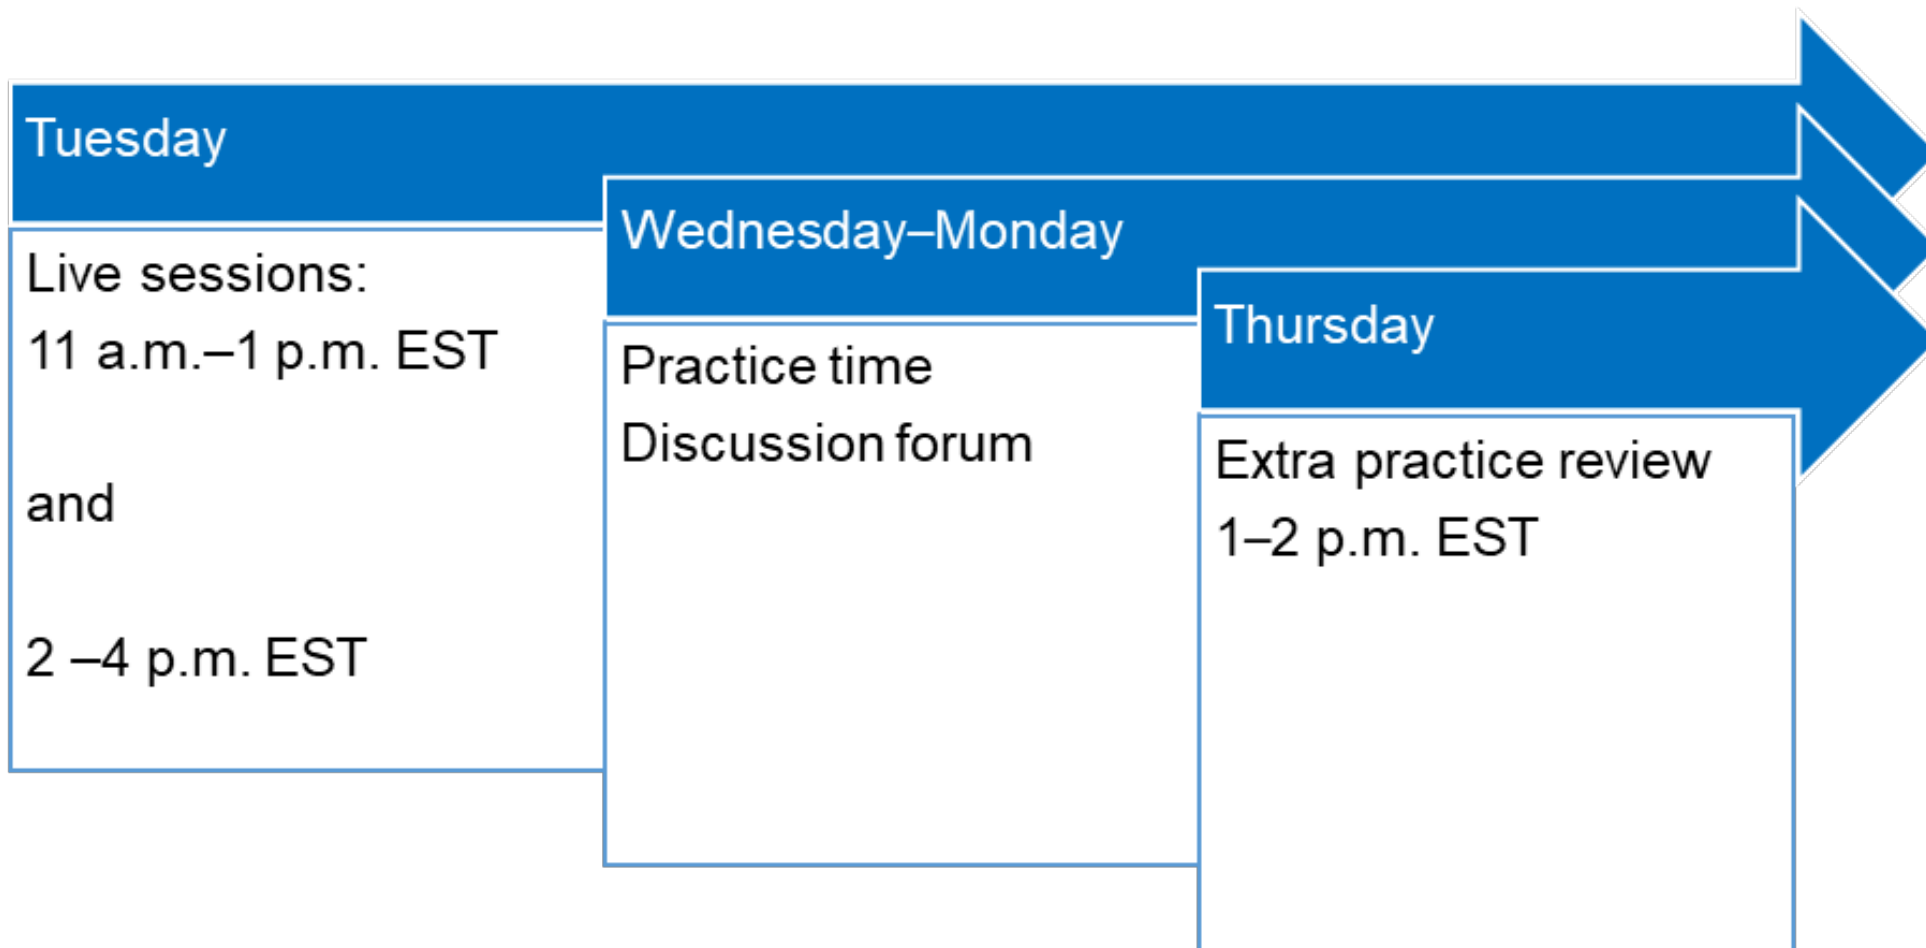 Tuesday
Live sessions:
11 a.m.–1 p.m. EST
and
2 –4 p.m. EST
Wednesday–Monday
Practice time
Discussion forum
Thursday
Extra practice review
1–2 p.m. EST